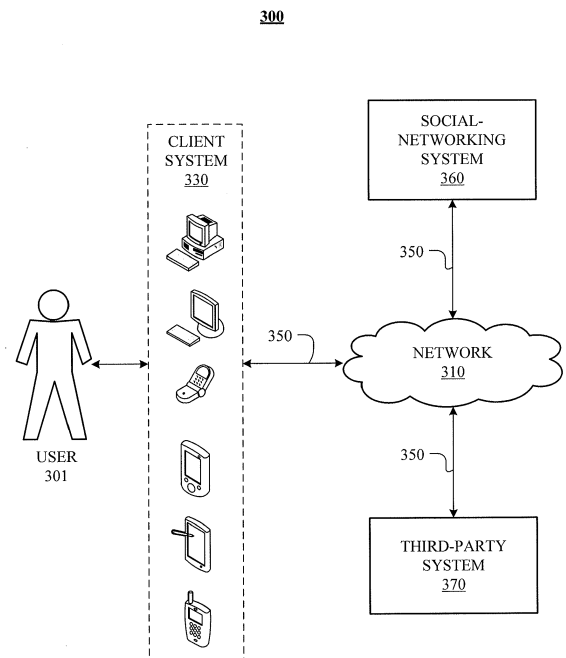 300
CLIENT
SYSTEM
330
SOCIAL-
NETWORKING
SYSTEM
360
350
350
NETWORK
310
350
USER
301
THIRD-PARTY
SYSTEM
370